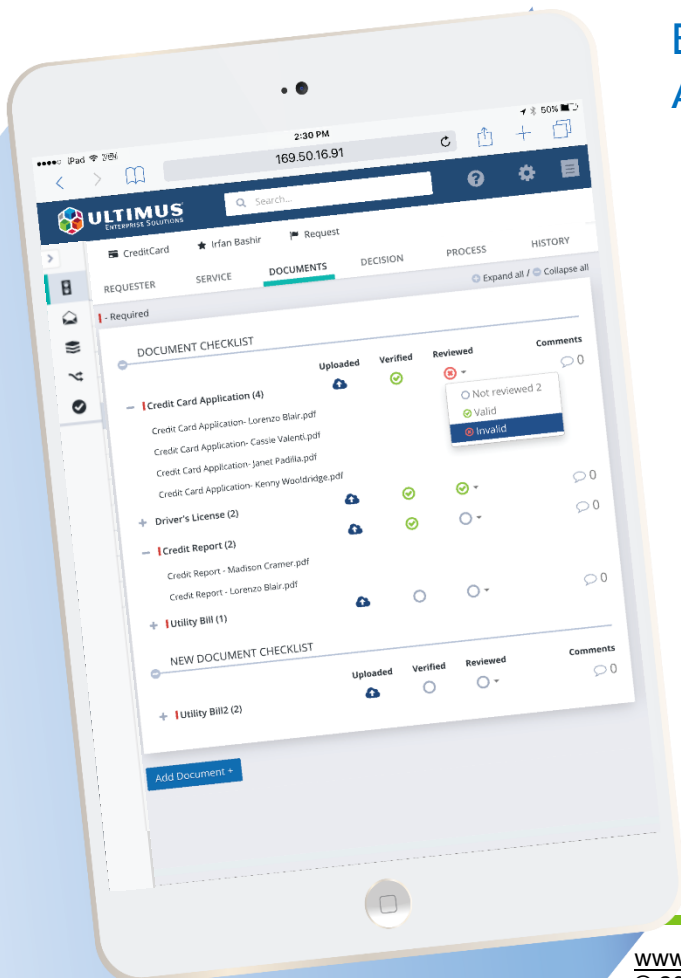 E
A
iPad
2:30 PM
50%
169.50.16.91
ULTIMUS
ENTERPRISE SOLUTIONS
Search...
CreditCard Irfan Bashir Request
REQUESTER SERVICE DOCUMENTS DECISION PROCESS HISTORY
- Required
Expand all / Collapse all
DOCUMENT CHECKLIST
Uploaded Verified Reviewed Comments
Credit Card Application (4) 0
Not reviewed 2
Valid
Invalid
Credit Card Application- Lorenzo Blair.pdf
Credit Card Application- Cassie Valenti.pdf
Credit Card Application- Janet Padilla.pdf
Credit Card Application- Kenny Wooldridge.pdf
Driver's License (2) 0
Credit Report (2) 0
Credit Report - Madison Cramer.pdf
Credit Report - Lorenzo Blair.pdf
Utility Bill (1) 0
NEW DOCUMENT CHECKLIST
Uploaded Verified Reviewed Comments
Utility Bill2 (2) 0
Add Document +
www